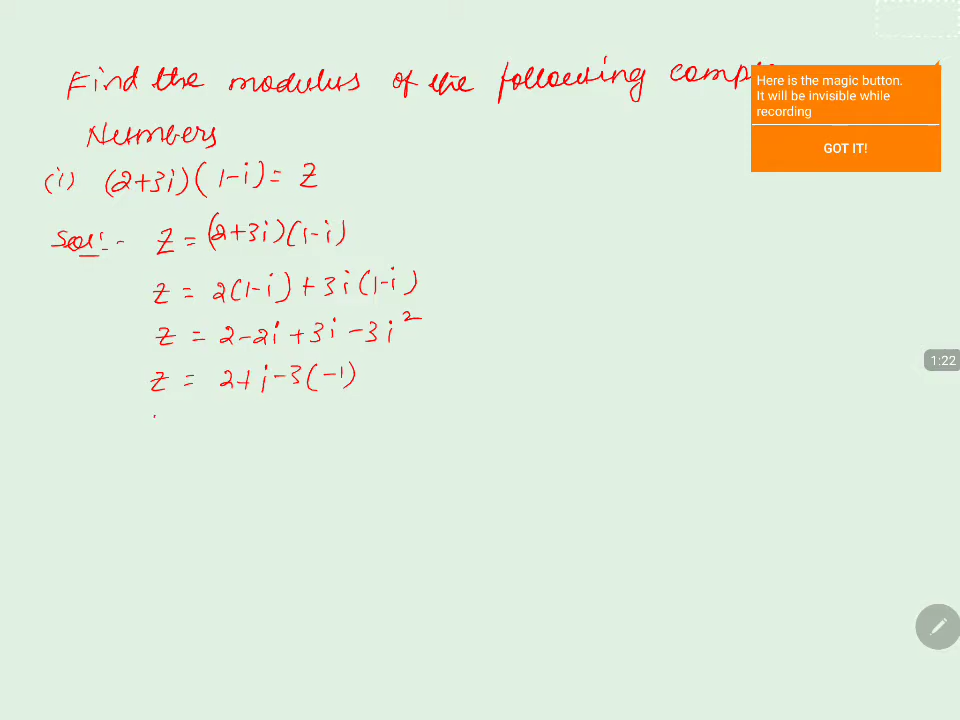 Find the modulus of the following comp
Numbers
(i) (2+3i)(1-i) = Z
Sol:-  Z = (2+3i)(1-i)
Z = 2(1-i) + 3i(1-i)
Z = 2-2i+3i-3i²
Z = 2+i-3(-1)
Here is the magic button.
It will be invisible while
recording
GOT IT!
1:22